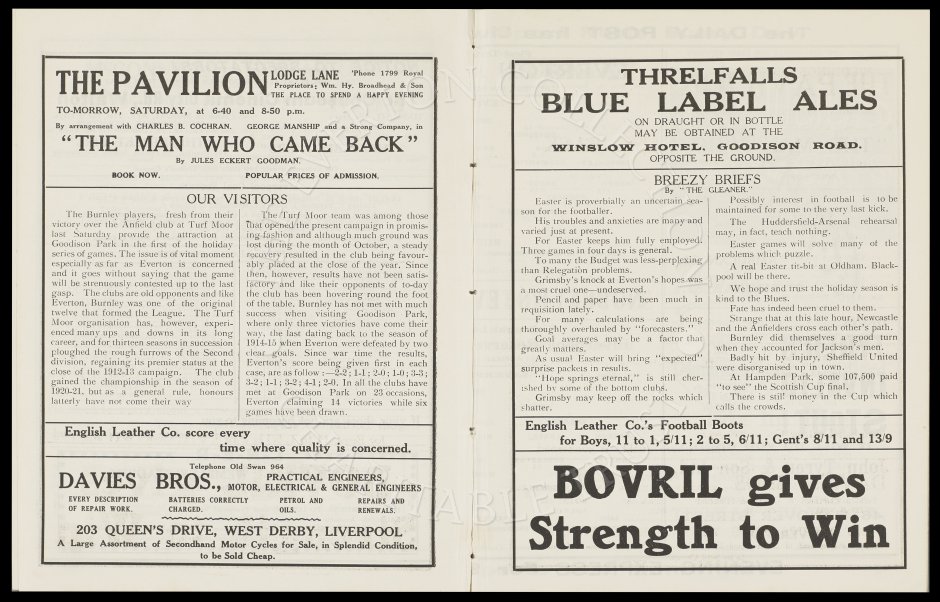 THE PAVILION
LODGE LANE 'Phone 1799 Royal
Proprietors; Wm. Hy. Broadhead & Son
THE PLACE TO SPEND A HAPPY EVENING
TO-MORROW, SATURDAY, at 6-40 and 8-50 p.m.
By arrangement with CHARLES B. COCHRAN. GEORGE MANSHIP and a Strong Company, in
"THE MAN WHO CAME BACK"
By JULES ECKERT GOODMAN.
BOOK NOW. POPULAR PRICES OF ADMISSION.
OUR VISITORS
The Burnley players, fresh from their
victory over the Anfield club at Turf Moor
last Saturday provide the attraction at
Goodison Park in the first of the holiday
series of games. The issue is of vital moment
especially as far as Everton is concerned
and it goes without saying that the game
will be strenuously contested up to the last
gasp. The clubs are old opponents and like
Everton, Burnley was one of the original
twelve that formed the League. The Turf
Moor organisation has, however, experi-
enced many ups and downs in its long
career, and for thirteen seasons in succession
ploughed the rough furrows of the Second
division, regaining its premier status at the
close of the 1912-13 campaign. The club
gained the championship in the season of
1920-21, but as a general rule, honours
latterly have not come their way
The Turf Moor team was among those
that opened the present campaign in promis-
ing fashion and although much ground was
lost during the month of October, a steady
recovery resulted in the club being favour-
ably placed at the close of the year. Since
then, however, results have not been satis-
factory and like their opponents of to-day
the club has been hovering round the foot
of the table. Burnley has not met with much
success when visiting Goodison Park,
where only three victories have come their
way, the last dating back to the season of
1914-15 when Everton were defeated by two
clear goals. Since war time the results,
Everton's score being given first in each
case, are as follow :—2-2; 1-1; 2-0; 1-0; 3-3;
3-2; 1-1; 3-2; 4-1; 2-0. In all the clubs have
met at Goodison Park on 23 occasions,
Everton claiming 14 victories while six
games have been drawn.
English Leather Co. score every
time where quality is concerned.
Telephone Old Swan 964
DAVIES BROS., PRACTICAL ENGINEERS,
MOTOR, ELECTRICAL & GENERAL ENGINEERS
EVERY DESCRIPTION OF REPAIR WORK.
BATTERIES CORRECTLY CHARGED.
PETROL AND OILS.
REPAIRS AND RENEWALS.
203 QUEEN'S DRIVE, WEST DERBY, LIVERPOOL
A Large Assortment of Secondhand Motor Cycles for Sale, in Splendid Condition,
to be Sold Cheap.
THRELFALLS
BLUE LABEL ALES
ON DRAUGHT OR IN BOTTLE
MAY BE OBTAINED AT THE
WINSLOW HOTEL, GOODISON ROAD.
OPPOSITE THE GROUND.
BREEZY BRIEFS
By "THE GLEANER."
Easter is proverbially an uncertain sea-
son for the footballer.
His troubles and anxieties are many and
varied just at present.
For Easter keeps him fully employed.
Three games in four days is general.
To many the Budget was less-perplexing
than Relegation problems.
Grimsby's knock at Everton's hopes was
a most cruel one—undeserved.
Pencil and paper have been much in
requisition lately.
For many calculations are being
thoroughly overhauled by "forecasters."
Goal averages may be a factor that
greatly matters.
As usual Easter will bring "expected"
surprise packets in results.
"Hope springs eternal," is still cher-
ished by some of the bottom clubs.
Grimsby may keep off the rocks which
shatter.
Possibly interest in football is to be
maintained for some to the very last kick.
The Huddersfield-Arsenal rehearsal
may, in fact, teach nothing.
Easter games will solve many of the
problems which puzzle.
A real Easter tit-bit at Oldham. Black-
pool will be there.
We hope and trust the holiday season is
kind to the Blues.
Fate has indeed been cruel to them.
Strange that at this late hour, Newcastle
and the Anfielders cross each other's path.
Burnley did themselves a good turn
when they accounted for Jackson's men.
Badly hit by injury, Sheffield United
were disorganised up in town.
At Hampden Park, some 107,500 paid
"to see" the Scottish Cup final.
There is still money in the Cup which
calls the crowds.
English Leather Co.'s Football Boots
for Boys, 11 to 1, 5/11; 2 to 5, 6/11; Gent's 8/11 and 13/9
BOVRIL gives
Strength to Win